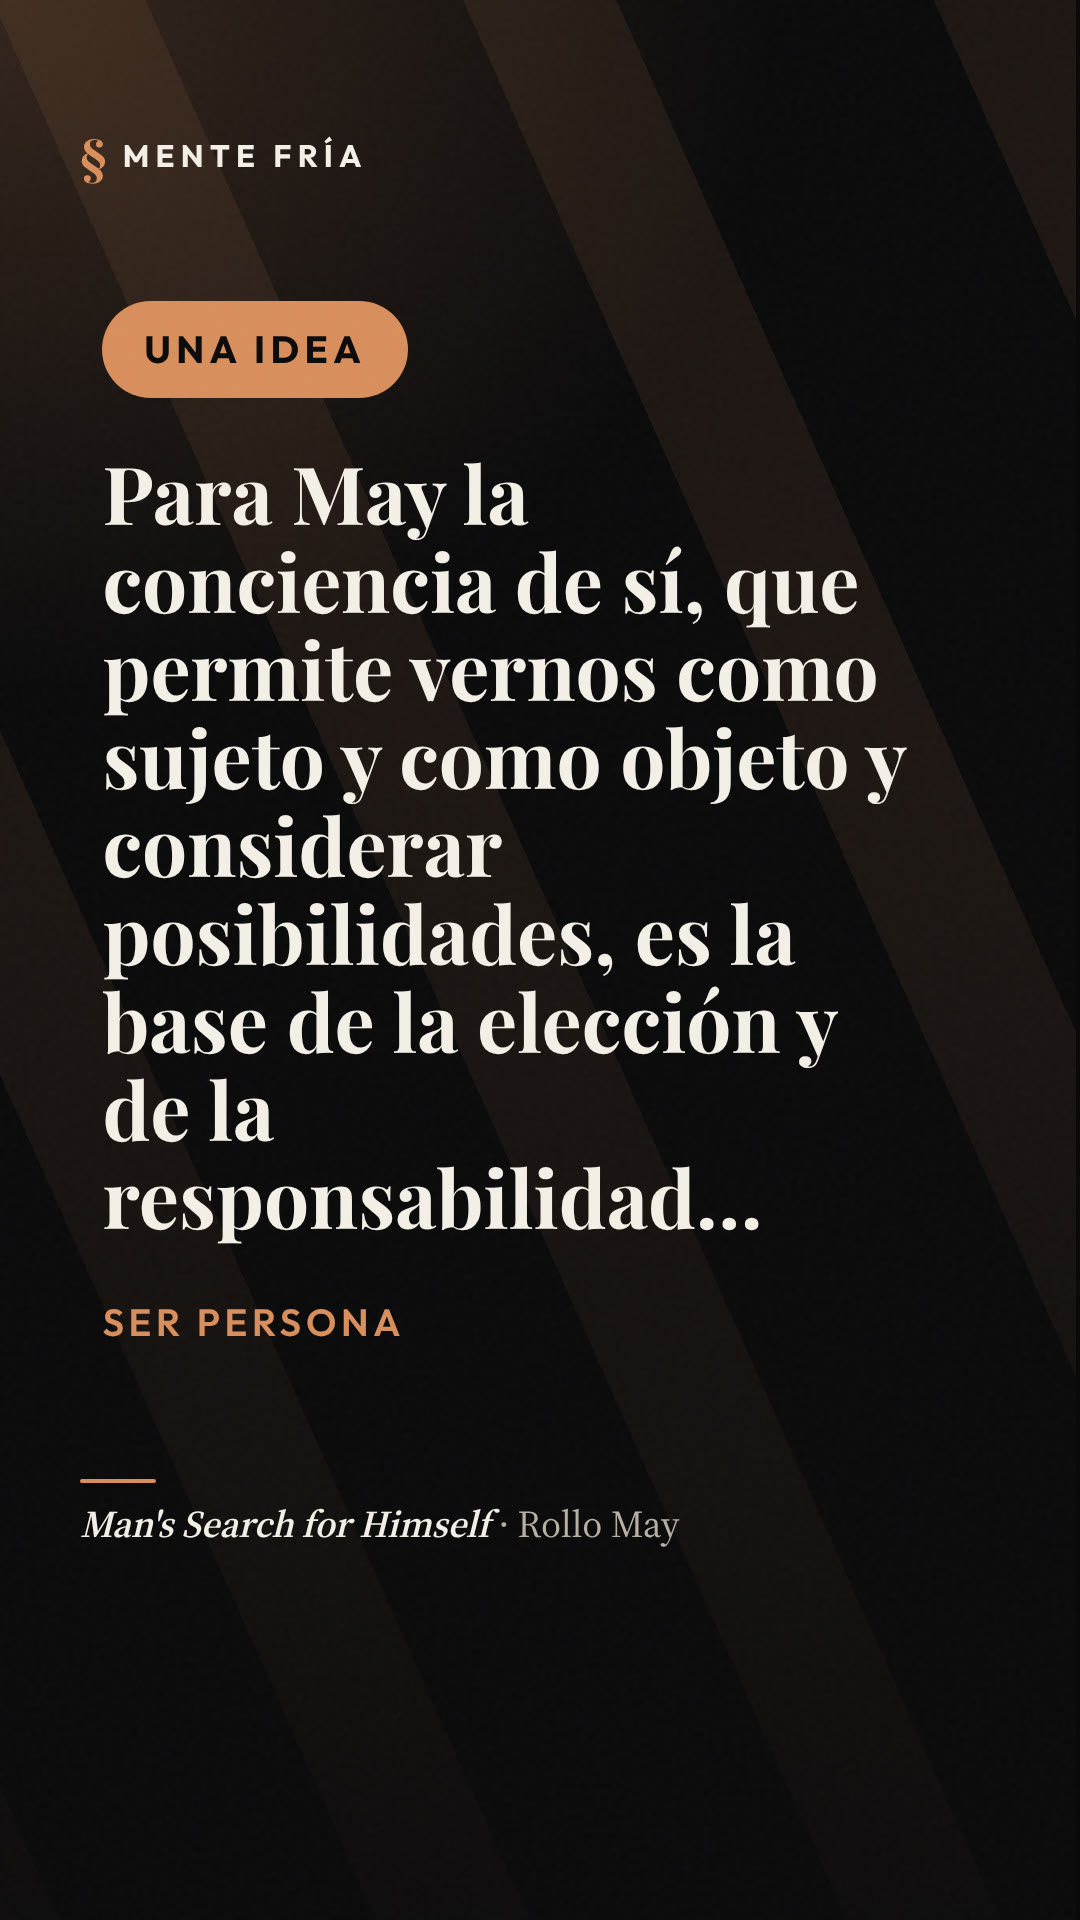 § MENTE FRÍA
UNA IDEA
Para May la
conciencia de sí, que
permite vernos como
sujeto y como objeto y
considerar
posibilidades, es la
base de la elección y
de la
responsabilidad...
SER PERSONA
Man's Search for Himself · Rollo May